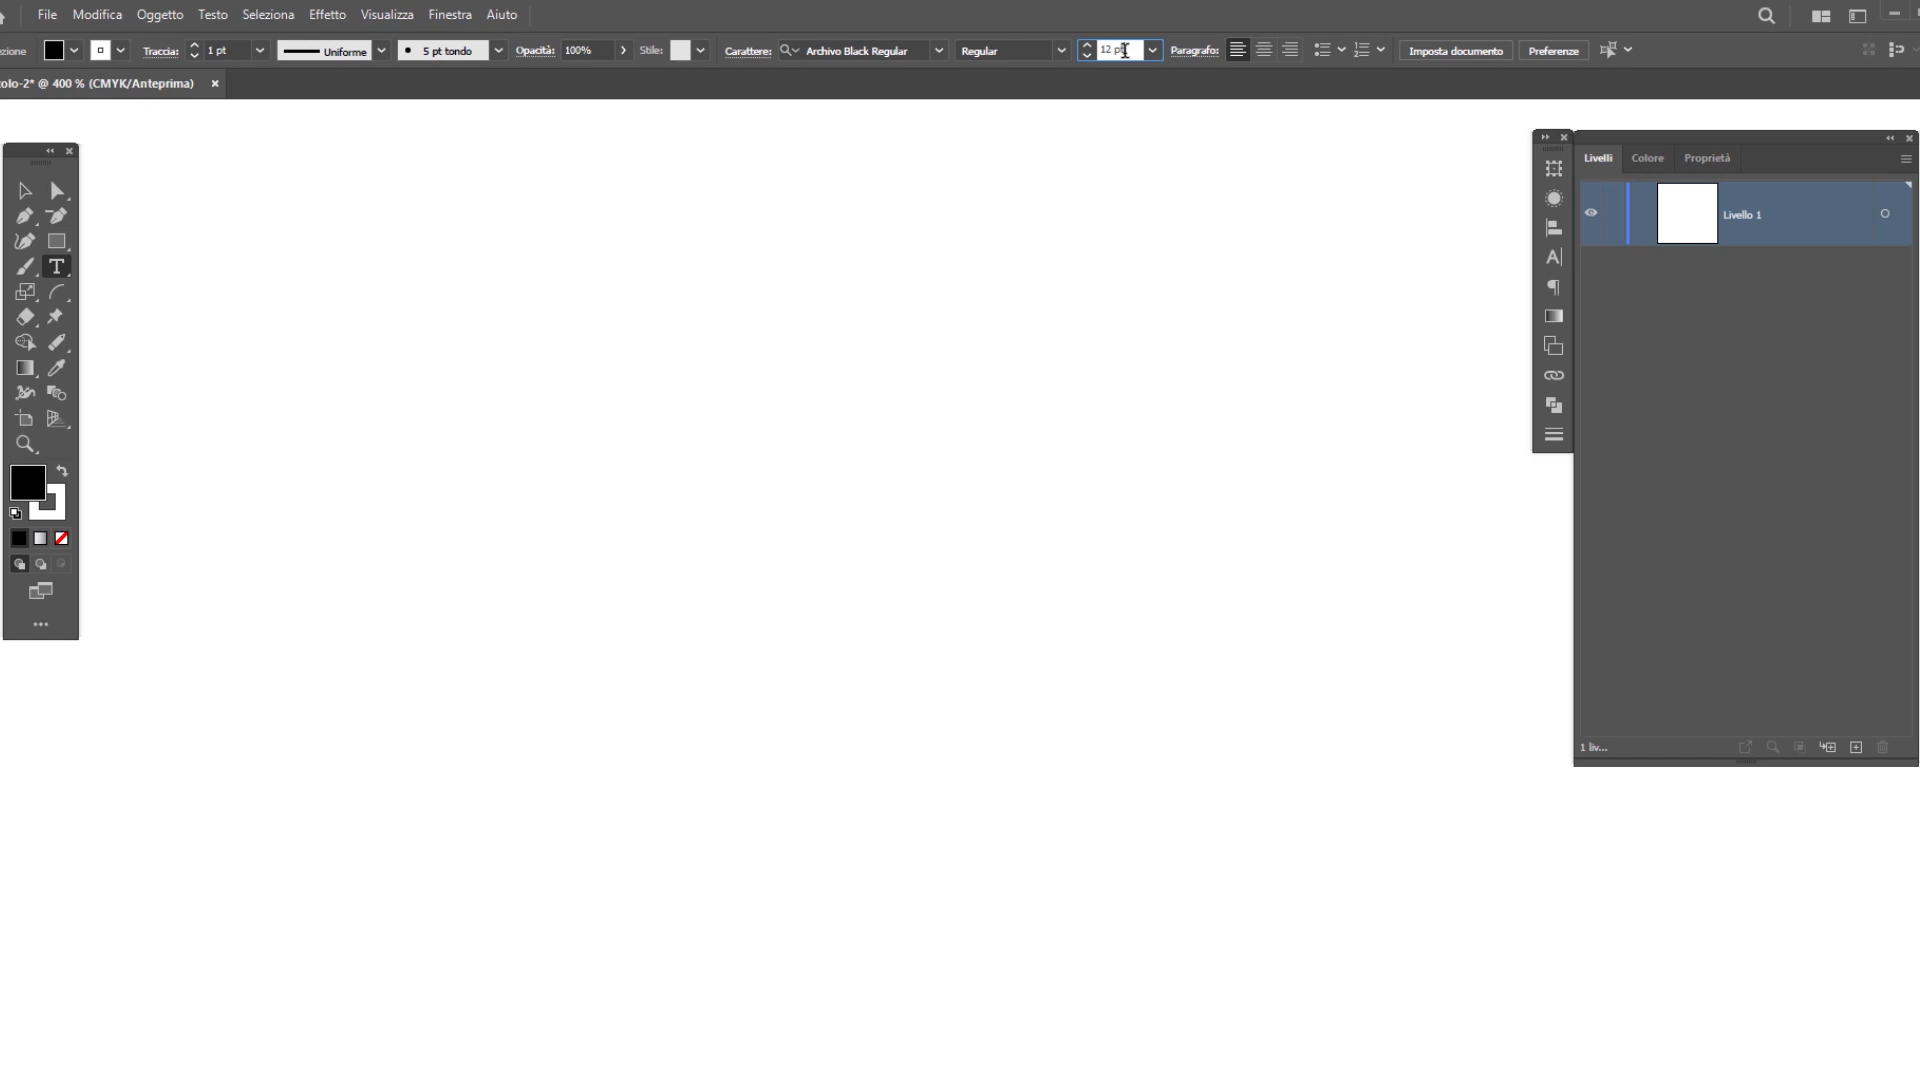 File Modifica Oggetto Testo Seleziona Effetto Visualizza Finestra Aiuto
ezione Traccia: 1 pt Uniforme 5 pt tondo Opacità: 100% Stile: Carattere: Archivo Black Regular Regular 12 pt Paragrafo: Imposta documento Preferenze
olo-2* @ 400 % (CMYK/Anteprima)
Livelli Colore Proprietà
Livello 1
1 liv...